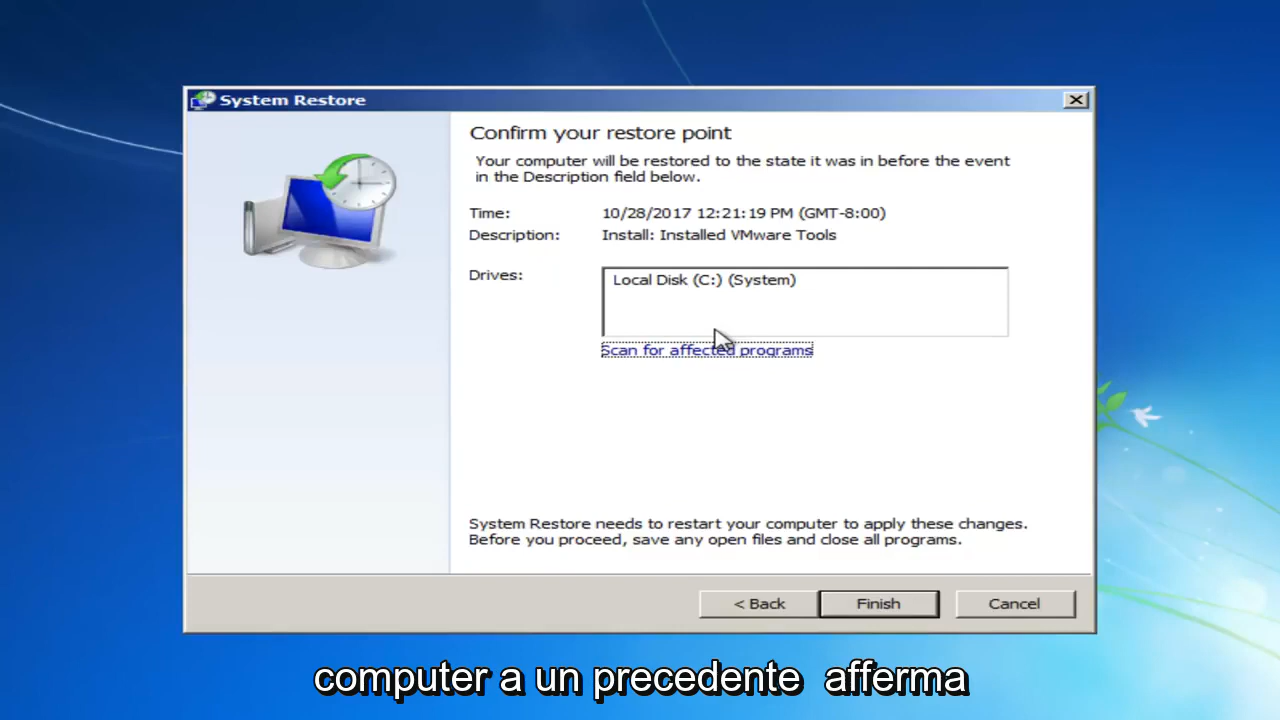 System Restore
Confirm your restore point
Your computer will be restored to the state it was in before the event
in the Description field below.
Time: 10/28/2017 12:21:19 PM (GMT-8:00)
Description: Install: Installed VMware Tools
Drives: Local Disk (C:) (System)
Scan for affected programs
System Restore needs to restart your computer to apply these changes.
Before you proceed, save any open files and close all programs.
< Back Finish Cancel
computer a un precedente afferma